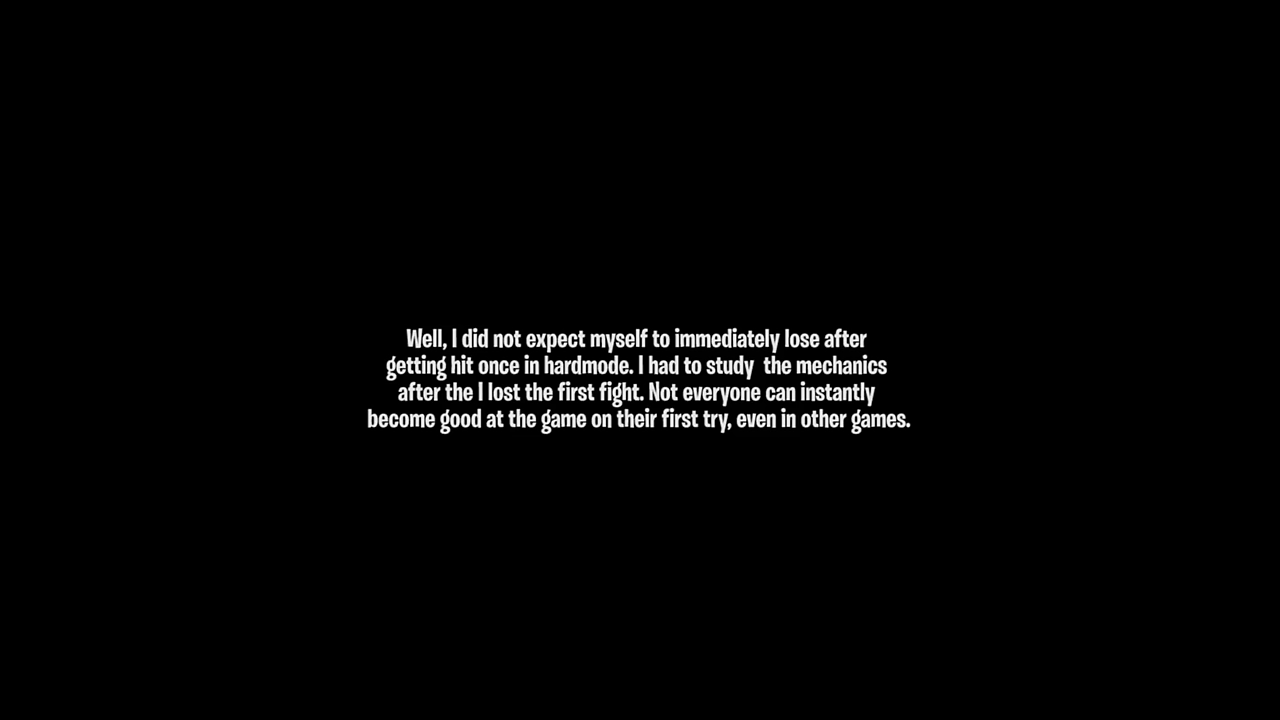 Well, I did not expect myself to immediately lose after
getting hit once in hardmode. I had to study  the mechanics
after the I lost the first fight. Not everyone can instantly
become good at the game on their first try, even in other games.